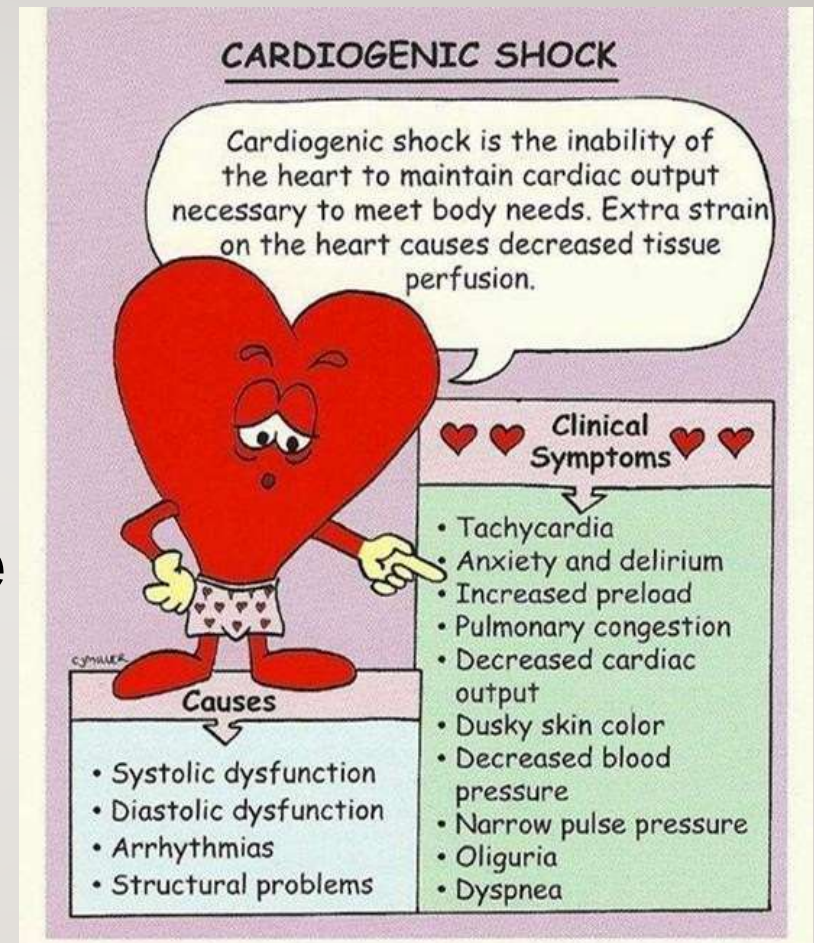 CARDIOGENIC SHOCK
Cardiogenic shock is the inability of
the heart to maintain cardiac output
necessary to meet body needs. Extra strain
on the heart causes decreased tissue
perfusion.
Clinical
Symptoms
• Tachycardia
• Anxiety and delirium
• Increased preload
• Pulmonary congestion
• Decreased cardiac
output
• Dusky skin color
• Decreased blood
pressure
• Narrow pulse pressure
• Oliguria
• Dyspnea
e
CJMILLER
Causes
• Systolic dysfunction
• Diastolic dysfunction
• Arrhythmias
• Structural problems